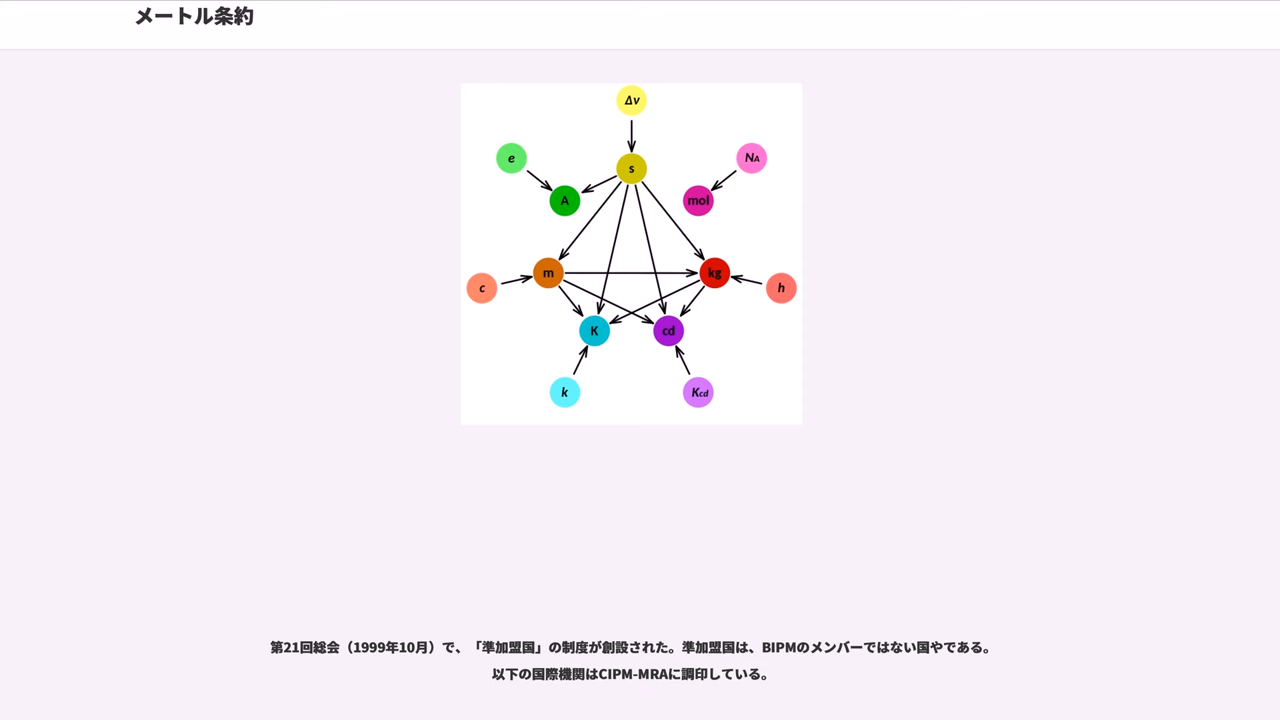 メートル条約
Δν
e
NA
s
A
mol
m
kg
c
h
K
cd
k
Kcd
第21回総会（1999年10月）で、「準加盟国」の制度が創設された。準加盟国は、BIPMのメンバーではない国やである。
以下の国際機関はCIPM-MRAに調印している。